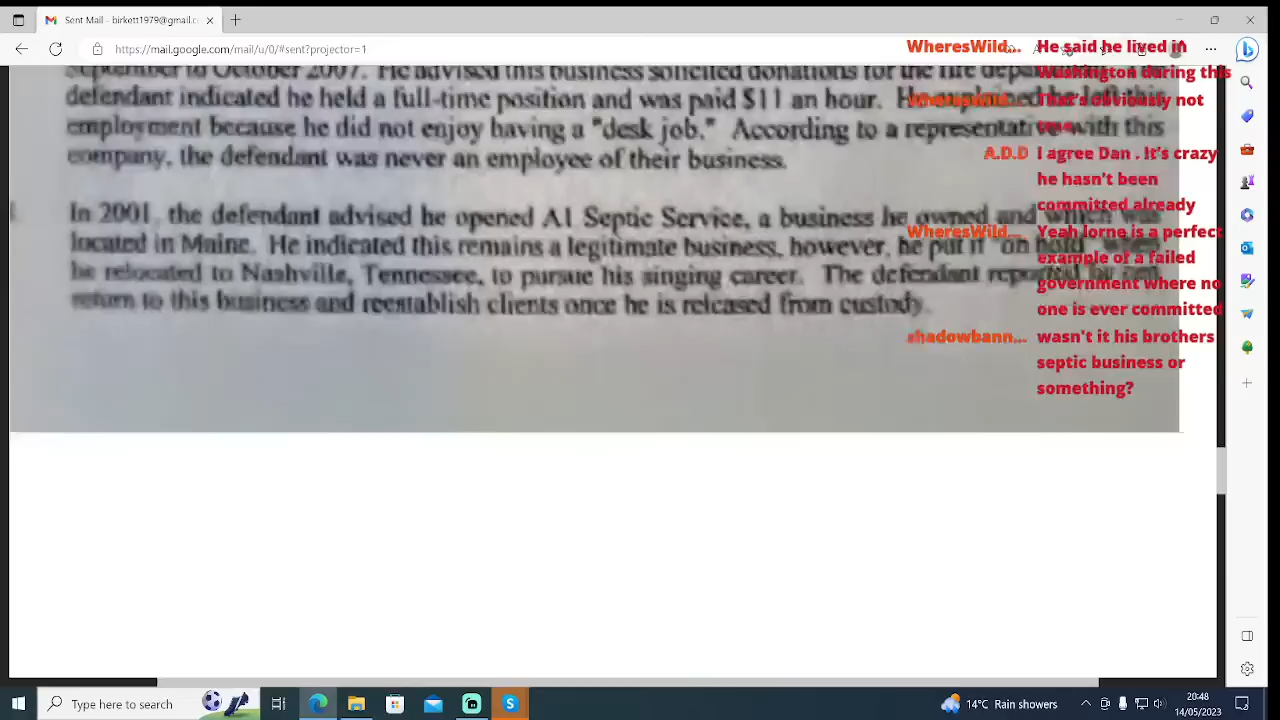 Sent Mail - birkett1979@gmail.c
https://mail.google.com/mail/u/0/#sent?projector=1
September to October business solicited donations for the fire
defendant indicated he held a full-time position and was paid $11 an hour. He explained he left this
employment because he did not enjoy having a "desk job." According to a representative with this
company, the defendant was never an employee of their business.
In 2001, the defendant advised he opened A1 Septic Service, a business he owned and which was
located in Maine. He indicated this remains a legitimate business, however, he put it "on hold" when
he relocated to Nashville, Tennessee, to pursue his singing career. The defendant reported he can
return to this business and reestablish clients once he is released from custody.
WheresWild... He said he lived in
Washington during this
WheresWild... That's obviously not
A.D.D I agree Dan . It's crazy
he hasn't been
committed already
WheresWild... Yeah lorne is a perfect
example of a failed
government where no
one is ever committed
shadowbann... wasn't it his brothers
septic business or
something?
Type here to search
14°C Rain showers
20:48
14/05/2023